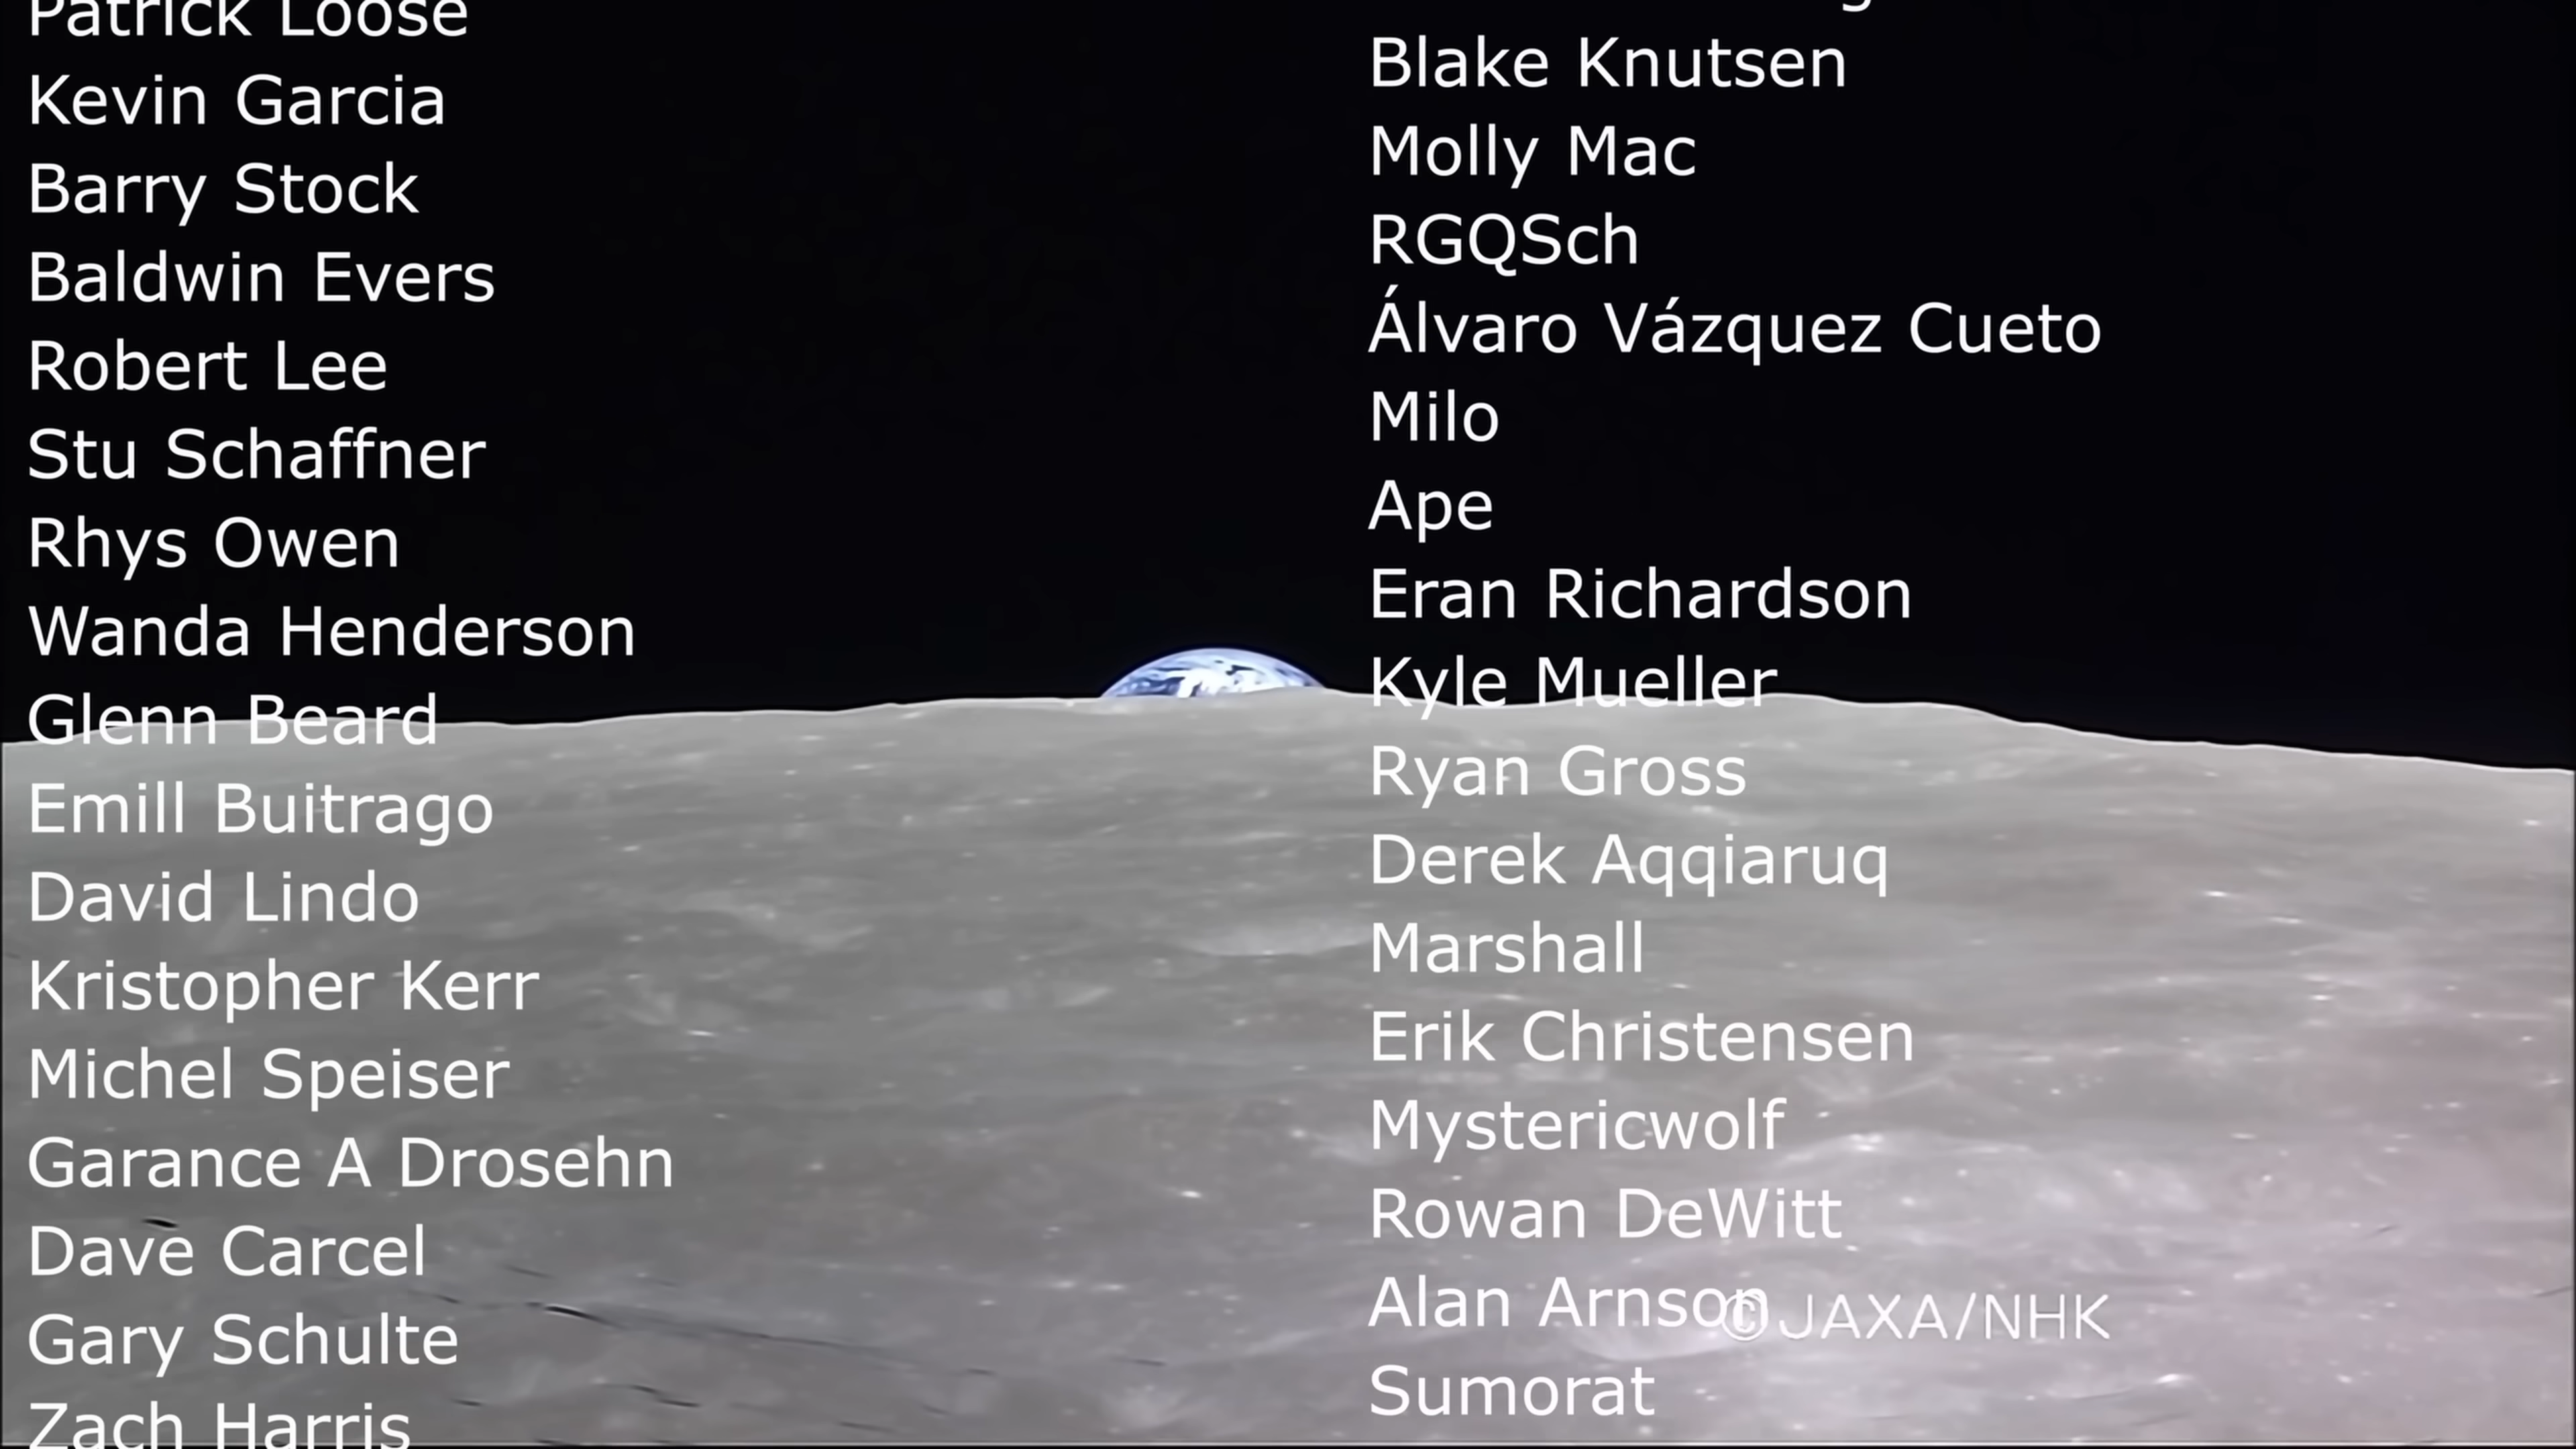 Patrick Loose
Kevin Garcia
Barry Stock
Baldwin Evers
Robert Lee
Stu Schaffner
Rhys Owen
Wanda Henderson
Glenn Beard
Emill Buitrago
David Lindo
Kristopher Kerr
Michel Speiser
Garance A Drosehn
Dave Carcel
Gary Schulte
Zach Harris
Blake Knutsen
Molly Mac
RGQSch
Álvaro Vázquez Cueto
Milo
Ape
Eran Richardson
Kyle Mueller
Ryan Gross
Derek Aqqiaruq
Marshall
Erik Christensen
Mystericwolf
Rowan DeWitt
Alan Arnson
©JAXA/NHK
Sumorat